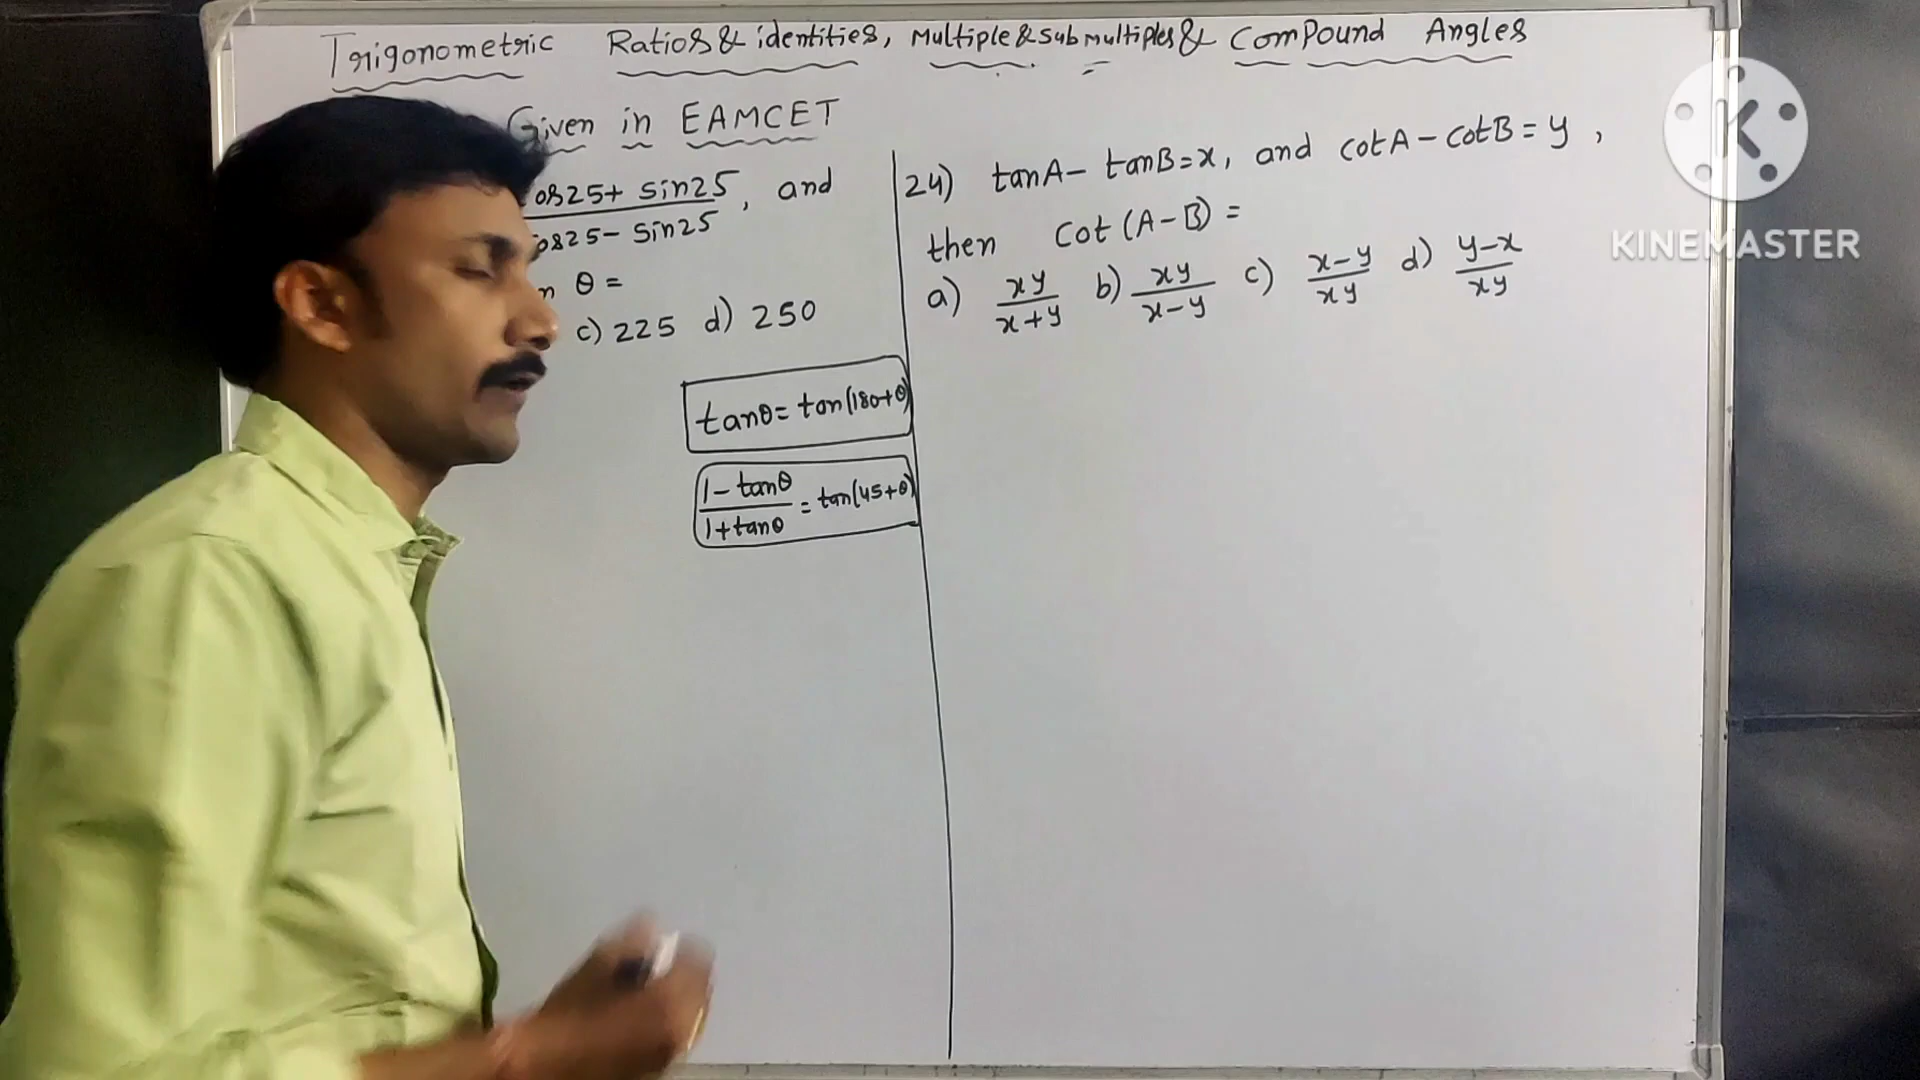 Trigonometric Ratios & identities, Multiple & sub multiples & Compound Angles
Given in EAMCET
os25 + sin25 / os25 - sin25, and
n θ =
c) 225 d) 250
tanθ = tan(180+θ)
1 - tanθ / 1 + tanθ = tan(45+θ)
24) tanA - tanB = x, and cotA - cotB = y,
then cot(A-B) =
a) xy / x+y b) xy / x-y c) x-y / xy d) y-x / xy
K
KINEMASTER